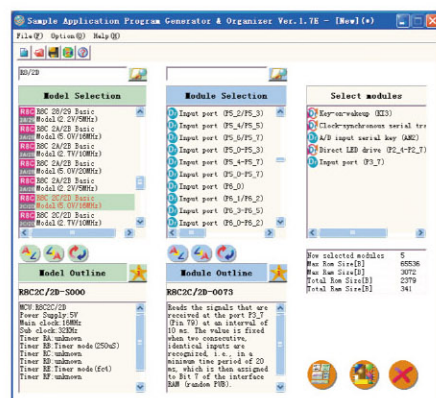 Sample Application Program Generator & Organizer Ver.1.7E - [New](*)
File(F) Option(O) Help(H)
R8/2D
Model Selection
R8C 28/29 Basic
Model(2.2V/5MHz)
R8C 2A/2B Basic
Model(5.0V/16MHz)
R8C 2A/2B Basic
Model(2.7V/10MHz)
R8C 2A/2B Basic
Model(5.0V/20MHz)
R8C 2A/2B Basic
Model(2.2V/5MHz)
R8C 2C/2D Basic
Model(5.0V/16MHz)
R8C 2C/2D Basic
Model(2.7V/10MHz)
Module Selection
Input port (P5_2/P5_3)
Input port (P5_4/P5_5)
Input port (P5_6/P5_7)
Input port (P5_0-P5_3)
Input port (P5_4-P5_7)
Input port (P5_0-P5_7)
Input port (P6_0)
Input port (P6_1/P6_2)
Input port (P6_3-P6_5)
Input port (P6_6/P6_7)
Select modules
Key-on-wakeup (KI3)
Clock-synchronous serial tra
A/D input serial key (AN2)
Direct LED drive (P2_4-P2_7)
Input port (P3_7)
Now selected modules 5
Max Rom Size[B] 65536
Max Ram Size[B] 3072
Total Rom Size[B] 2379
Total Ram Size[B] 341
Model Outline
R8C2C/2D-S000
MCU:R8C2C/2D
Power Supply:5V
Main clock:16MHz
Sub clock:32KHz
Timer RA:unknown
Timer RB:Timer mode(250uS)
Timer RC:unknown
Timer RD:unknown
Timer RE:Timer mode(fc4)
Timer RF:unknown
Module Outline
R8C2C/2D-0073
Reads the signals that are
received at the port P3_7
(Pin 79) at an interval of
10 ms. The value is fixed
when two consecutive,
identical inputs are
recognized, i.e., in a
minimum time period of 20
ms, which is then assigned
to Bit 7 of the interface
RAM (random PUB).